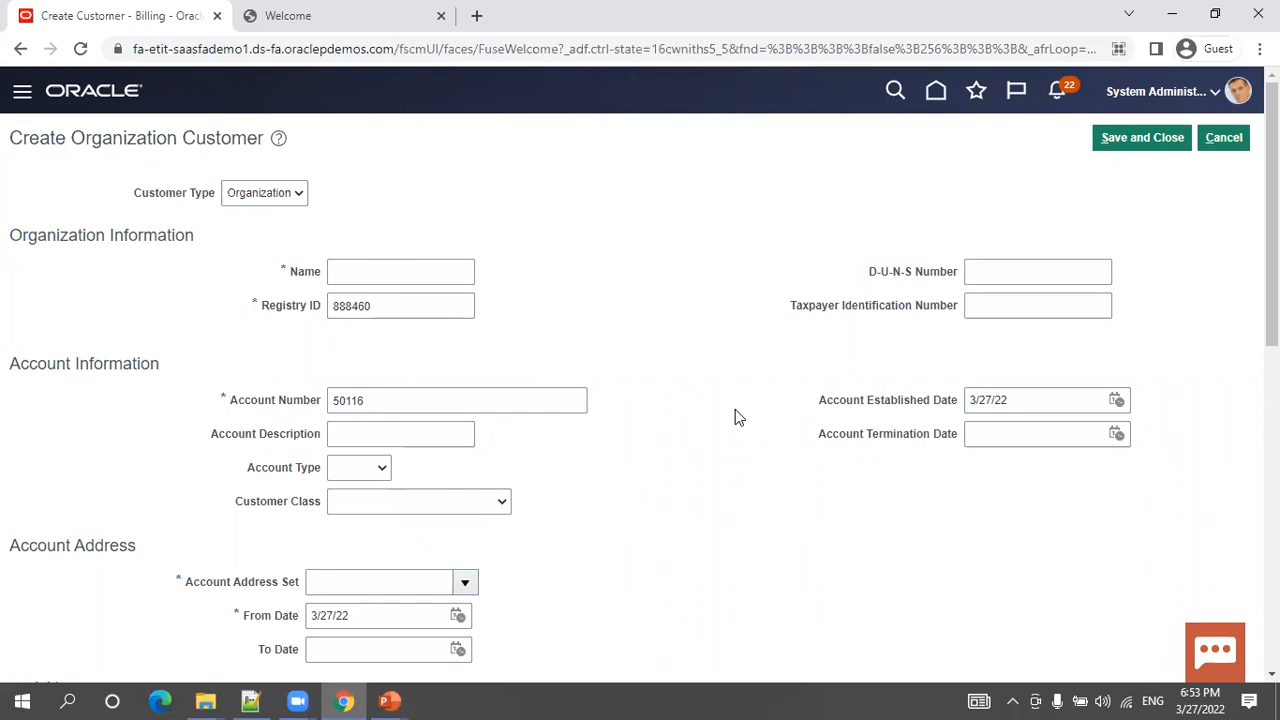 Create Customer - Billing - Orac
Welcome
fa-etit-saasfademo1.ds-fa.oraclepdemos.com/fscmUI/faces/FuseWelcome?_adf.ctrl-state=16cwniths5_5&fnd=%3B%3B%3B%3Bfalse%3B256%3B%3B%3B&_afrLoop=...
Guest
ORACLE
22
System Administ...
Create Organization Customer
Save and Close
Cancel
Customer Type
Organization
Organization Information
* Name
D-U-N-S Number
* Registry ID
888460
Taxpayer Identification Number
Account Information
* Account Number
50116
Account Established Date
3/27/22
Account Description
Account Termination Date
Account Type
Customer Class
Account Address
* Account Address Set
* From Date
3/27/22
To Date
ENG
6:53 PM
3/27/2022